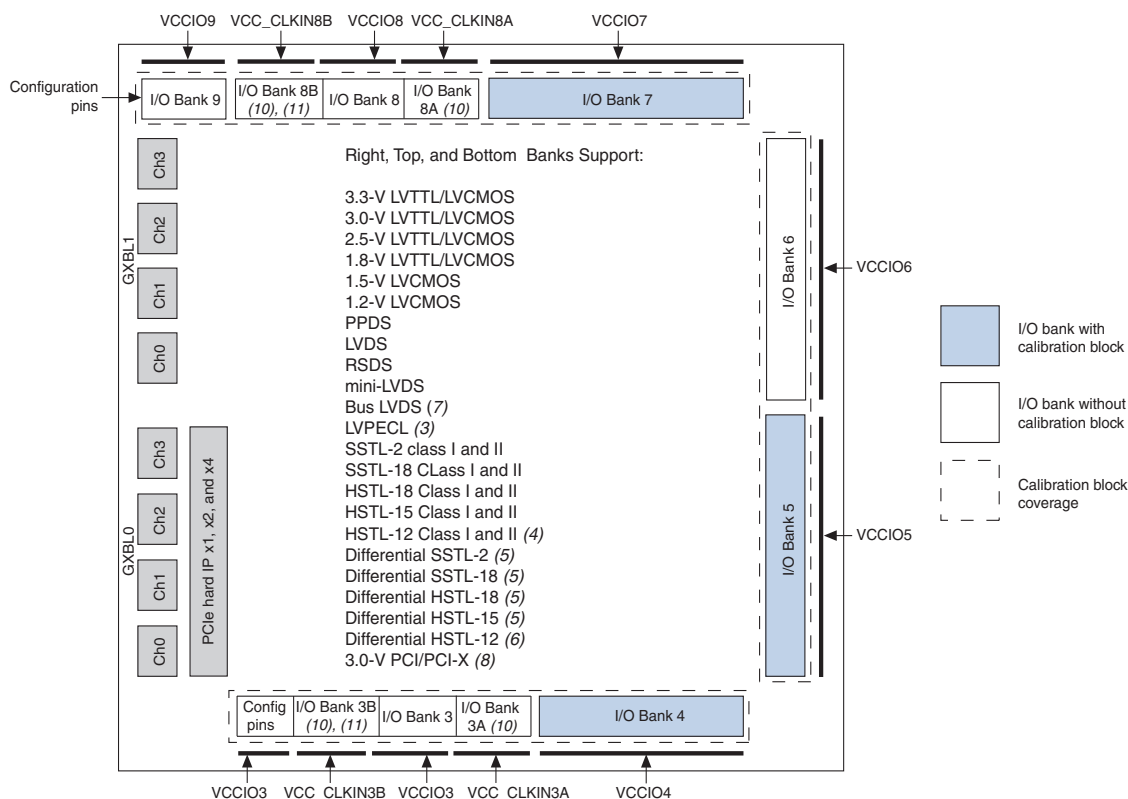 VCCIO9 VCC_CLKIN8B VCCIO8 VCC_CLKIN8A VCCIO7
Configuration
pins
I/O Bank 9
I/O Bank 8B
(10), (11)
I/O Bank 8
I/O Bank
8A (10)
I/O Bank 7
Right, Top, and Bottom Banks Support:
3.3-V LVTTL/LVCMOS
3.0-V LVTTL/LVCMOS
2.5-V LVTTL/LVCMOS
1.8-V LVTTL/LVCMOS
1.5-V LVCMOS
1.2-V LVCMOS
PPDS
LVDS
RSDS
mini-LVDS
Bus LVDS (7)
LVPECL (3)
SSTL-2 class I and II
SSTL-18 CLass I and II
HSTL-18 Class I and II
HSTL-15 Class I and II
HSTL-12 Class I and II (4)
Differential SSTL-2 (5)
Differential SSTL-18 (5)
Differential HSTL-18 (5)
Differential HSTL-15 (5)
Differential HSTL-12 (6)
3.0-V PCI/PCI-X (8)
GXBL1
Ch3
Ch2
Ch1
Ch0
GXBL0
Ch3
Ch2
Ch1
Ch0
PCIe hard IP x1, x2, and x4
I/O Bank 6
VCCIO6
I/O Bank 5
VCCIO5
I/O bank with
calibration block
I/O bank without
calibration block
Calibration block
coverage
Config
pins
I/O Bank 3B
(10), (11)
I/O Bank 3
I/O Bank
3A (10)
I/O Bank 4
VCCIO3 VCC_CLKIN3B VCCIO3 VCC_CLKIN3A VCCIO4